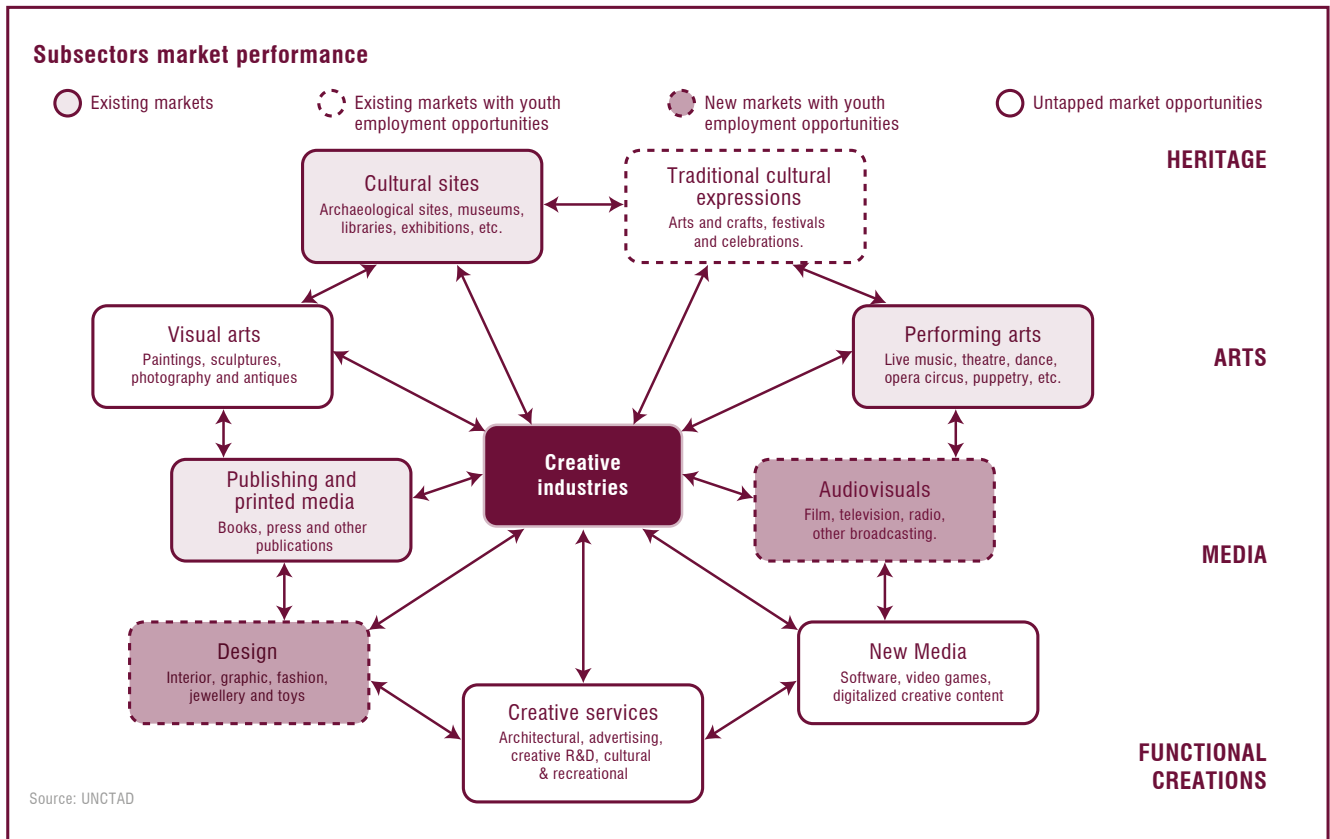 Subsectors market performance
Existing markets
Existing markets with youth
employment opportunities
New markets with youth
employment opportunities
Untapped market opportunities
HERITAGE
Cultural sites
Archaeological sites, museums,
libraries, exhibitions, etc.
Traditional cultural
expressions
Arts and crafts, festivals
and celebrations.
Visual arts
Paintings, sculptures,
photography and antiques
Performing arts
Live music, theatre, dance,
opera circus, puppetry, etc.
ARTS
Creative
industries
Publishing and
printed media
Books, press and other
publications
Audiovisuals
Film, television, radio,
other broadcasting.
MEDIA
Design
Interior, graphic, fashion,
jewellery and toys
New Media
Software, video games,
digitalized creative content
Creative services
Architectural, advertising,
creative R&D, cultural
& recreational
FUNCTIONAL
CREATIONS
Source: UNCTAD